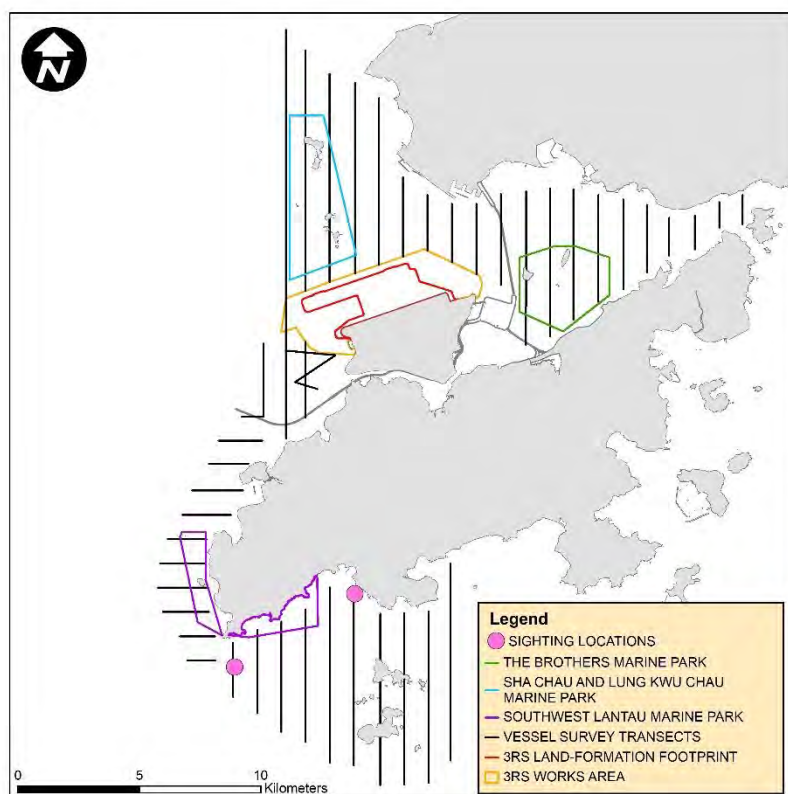 N
Legend
SIGHTING LOCATIONS
THE BROTHERS MARINE PARK
SHA CHAU AND LUNG KWU CHAU
MARINE PARK
SOUTHWEST LANTAU MARINE PARK
VESSEL SURVEY TRANSECTS
3RS LAND-FORMATION FOOTPRINT
3RS WORKS AREA
0 5 10
Kilometers